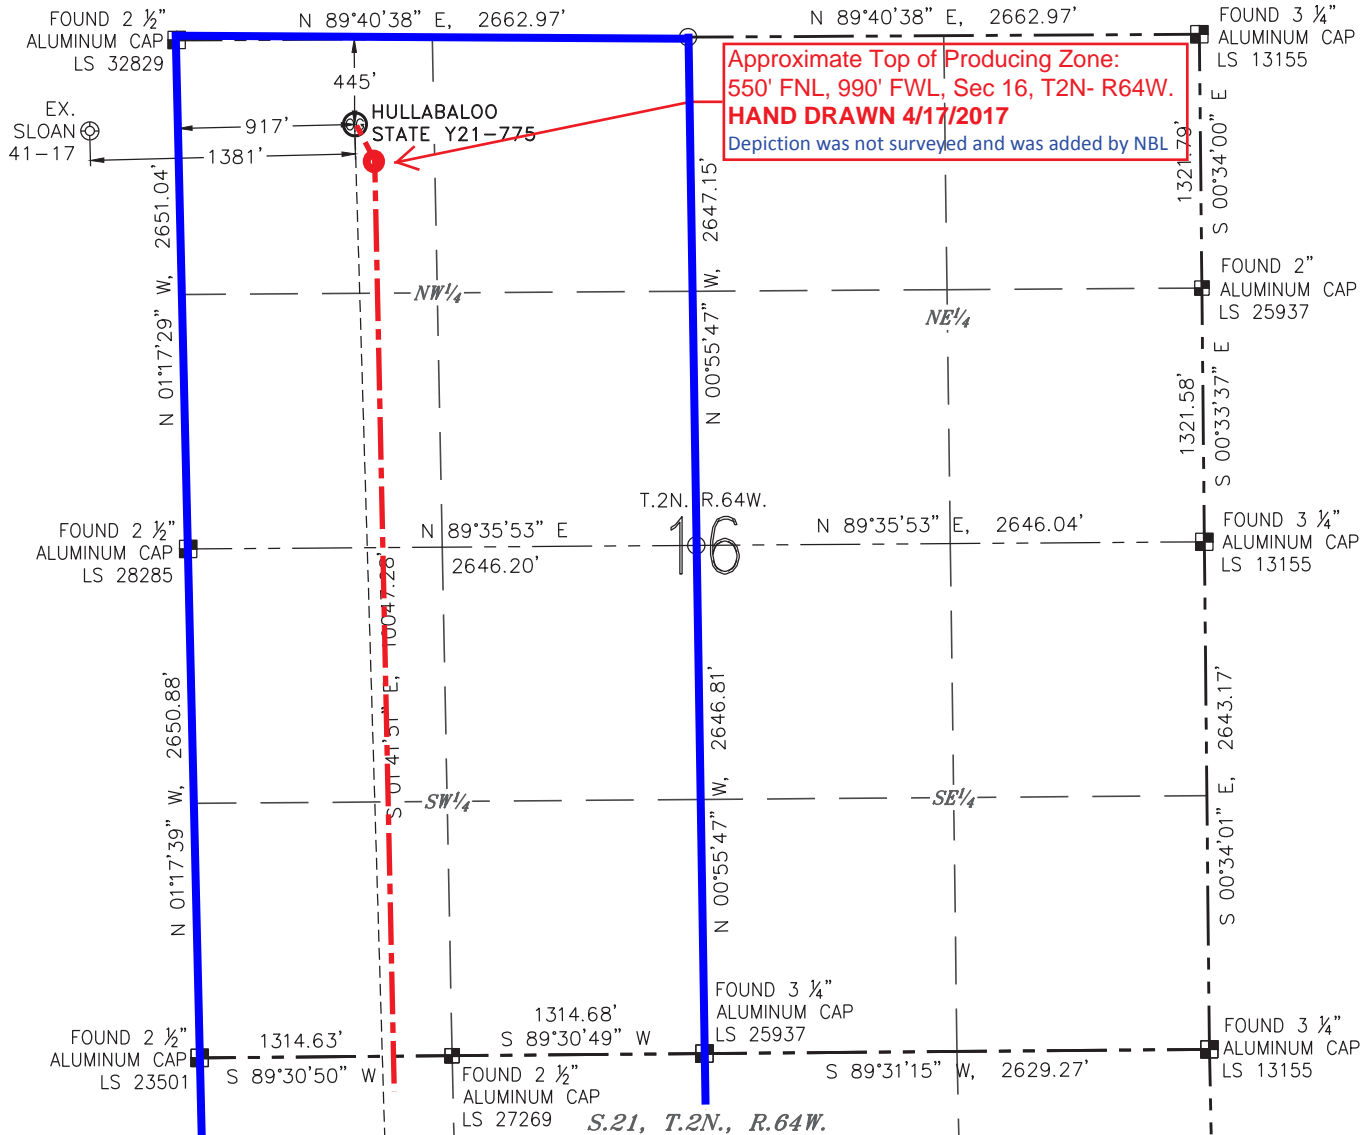 FOUND 2 ½"
ALUMINUM CAP
LS 32829
N 89°40'38" E, 2662.97'
N 89°40'38" E, 2662.97'
FOUND 3 ¼"
ALUMINUM CAP
LS 13155
Approximate Top of Producing Zone:
550' FNL, 990' FWL, Sec 16, T2N- R64W.
HAND DRAWN 4/17/2017
Depiction was not surveyed and was added by NBL
445'
EX.
SLOAN
41-17
917'
1381'
HULLABALOO
STATE Y21-775
N 01°17'29" W, 2651.04'
N 00°55'47" W, 2647.15'
1321.79'
S 00°34'00" E
FOUND 2"
ALUMINUM CAP
LS 25937
NW¼
NE¼
1321.58'
S 00°33'37" E
T.2N. R.64W.
16
FOUND 2 ½"
ALUMINUM CAP
LS 28285
N 89°35'53" E
2646.20'
N 89°35'53" E, 2646.04'
FOUND 3 ¼"
ALUMINUM CAP
LS 13155
S 01°41'51" E, 10047.28'
N 01°17'39" W, 2650.88'
N 00°55'47" W, 2646.81'
S 00°34'01" E, 2643.17'
SW¼
SE¼
FOUND 2 ½"
ALUMINUM CAP
LS 23501
1314.63'
S 89°30'50" W
1314.68'
S 89°30'49" W
FOUND 2 ½"
ALUMINUM CAP
LS 27269
FOUND 3 ¼"
ALUMINUM CAP
LS 25937
S 89°31'15" W, 2629.27'
FOUND 3 ¼"
ALUMINUM CAP
LS 13155
S.21, T.2N., R.64W.